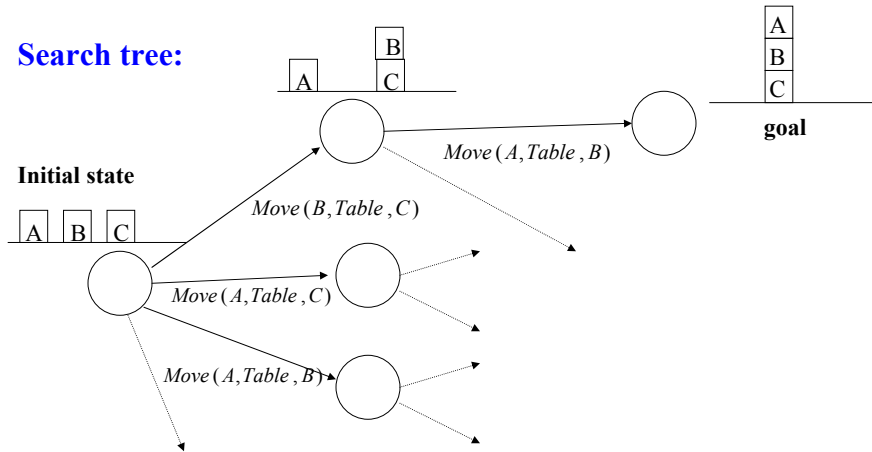 Search tree:
A
B
C
A
B
C
goal
Move(A,Table,B)
Initial state
A B C
Move(B,Table,C)
Move(A,Table,C)
Move(A,Table,B)